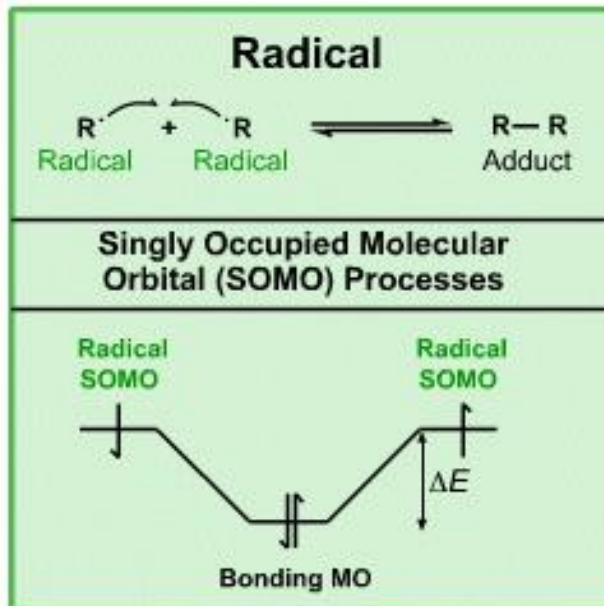 Radical
R· + ·R R—R
Radical Radical Adduct
Singly Occupied Molecular
Orbital (SOMO) Processes
Radical Radical
SOMO SOMO
ΔE
Bonding MO